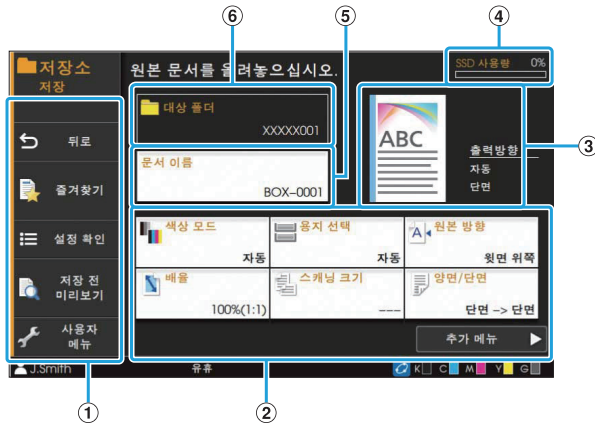 ⑥
⑤
④
저장소
저장
원본 문서를 올려놓으십시오.
SSD 사용량 0%
대상 폴더
XXXXX001
문서 이름
BOX–0001
ABC
출력방향
자동
단면
③
뒤로
즐겨찾기
설정 확인
저장 전
미리보기
사용자
메뉴
색상 모드
자동
용지 선택
자동
A
원본 방향
윗면 위쪽
배율
100%(1:1)
스캐닝 크기
---
양면/단면
단면 -> 단면
추가 메뉴
J.Smith
유휴
K C M Y G
①
②